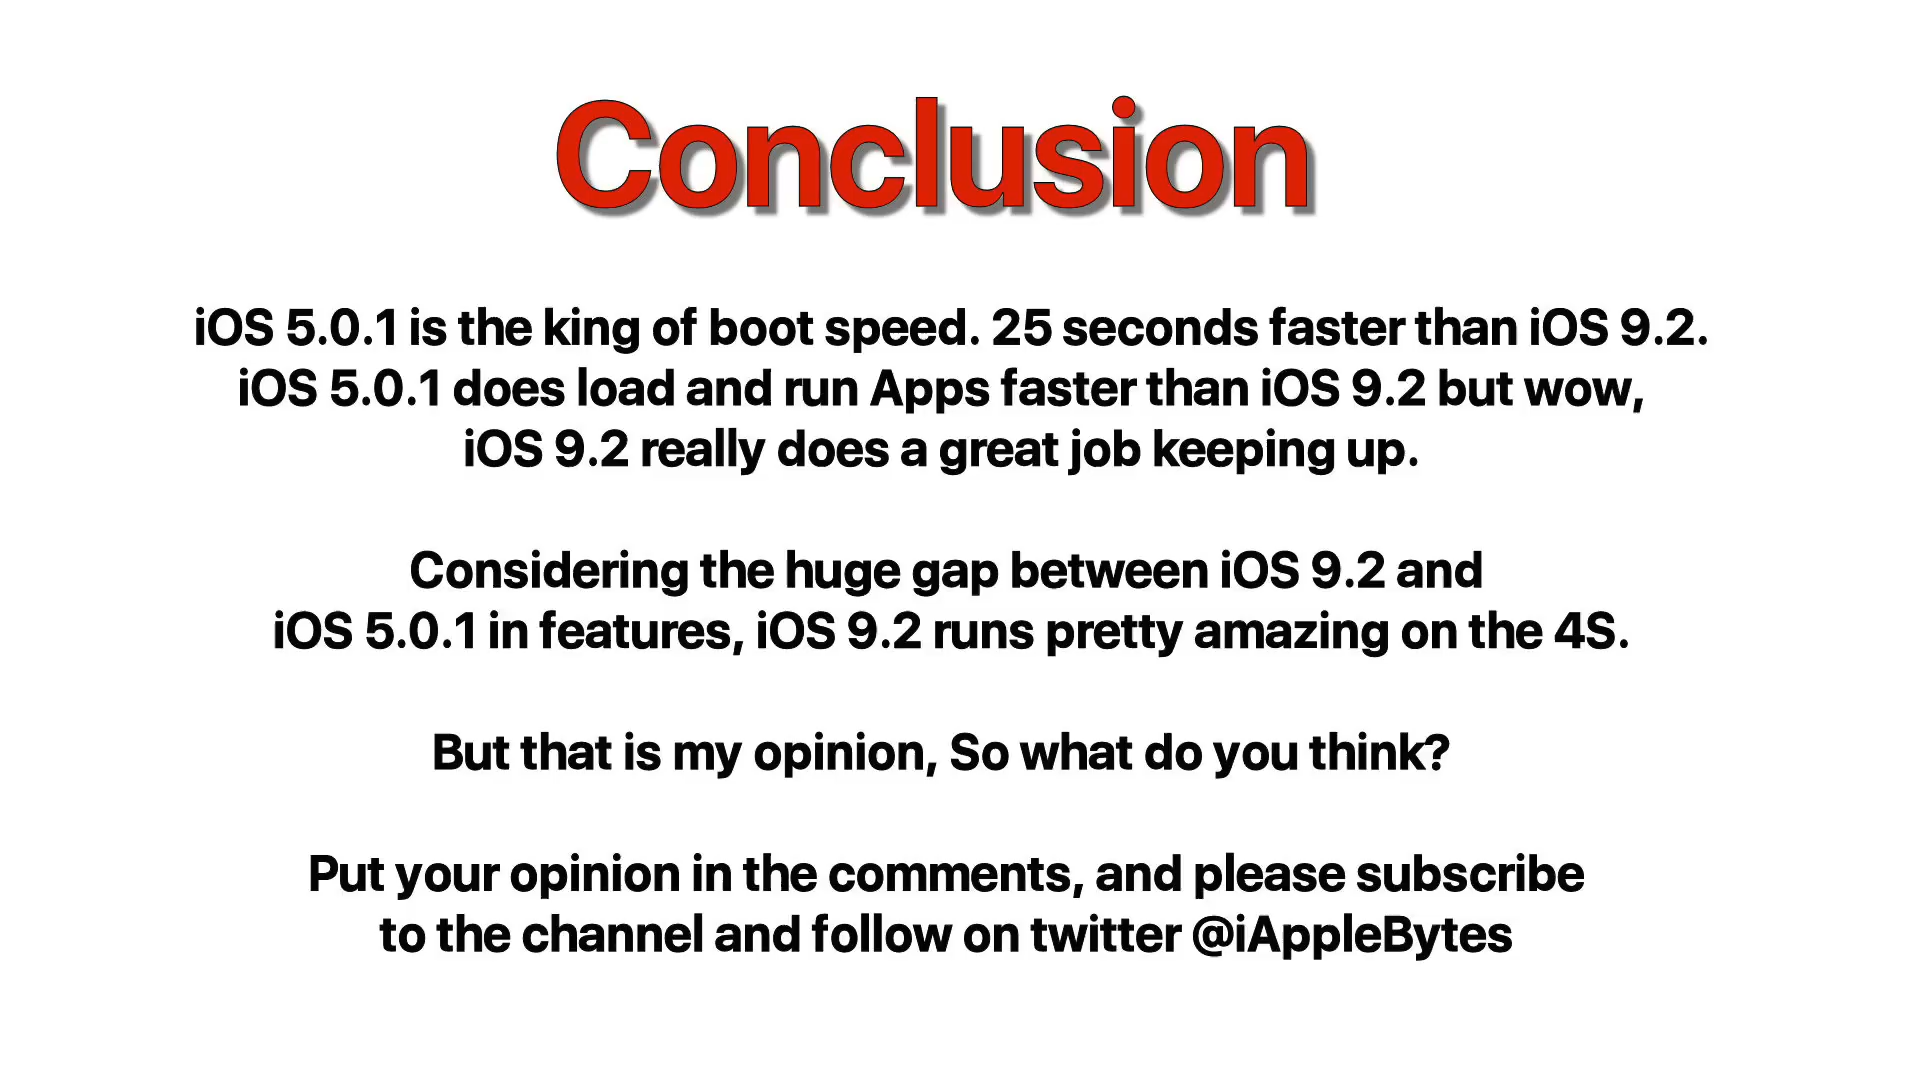 Conclusion
iOS 5.0.1 is the king of boot speed. 25 seconds faster than iOS 9.2.
iOS 5.0.1 does load and run Apps faster than iOS 9.2 but wow,
iOS 9.2 really does a great job keeping up.
Considering the huge gap between iOS 9.2 and
iOS 5.0.1 in features, iOS 9.2 runs pretty amazing on the 4S.
But that is my opinion, So what do you think?
Put your opinion in the comments, and please subscribe
to the channel and follow on twitter @iAppleBytes